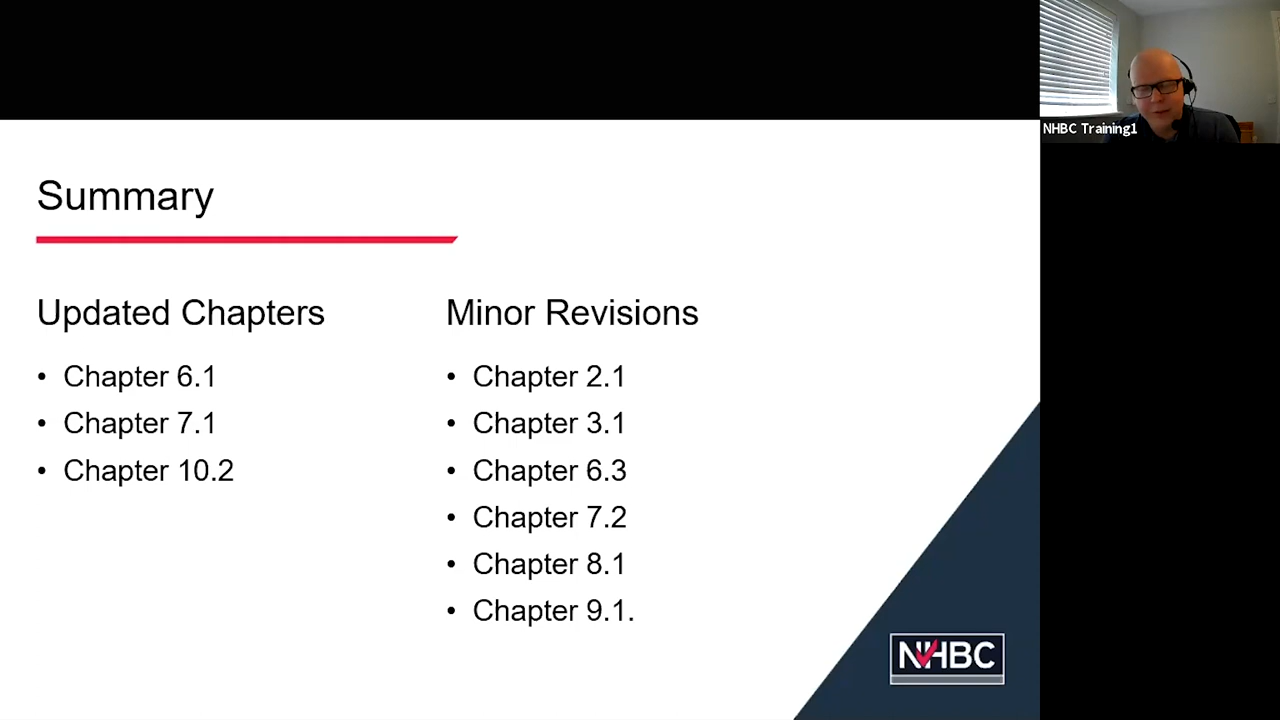 NHBC Training1
Summary
Updated Chapters
• Chapter 6.1
• Chapter 7.1
• Chapter 10.2
Minor Revisions
• Chapter 2.1
• Chapter 3.1
• Chapter 6.3
• Chapter 7.2
• Chapter 8.1
• Chapter 9.1.
NHBC